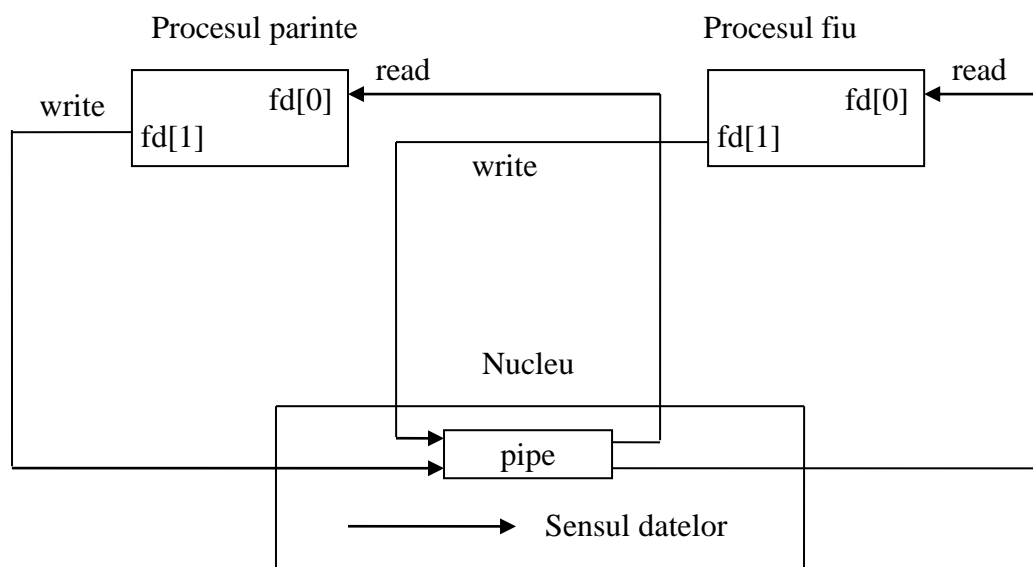 Procesul parinte
Procesul fiu
read
read
write
fd[0]
fd[0]
fd[1]
fd[1]
write
Nucleu
pipe
Sensul datelor